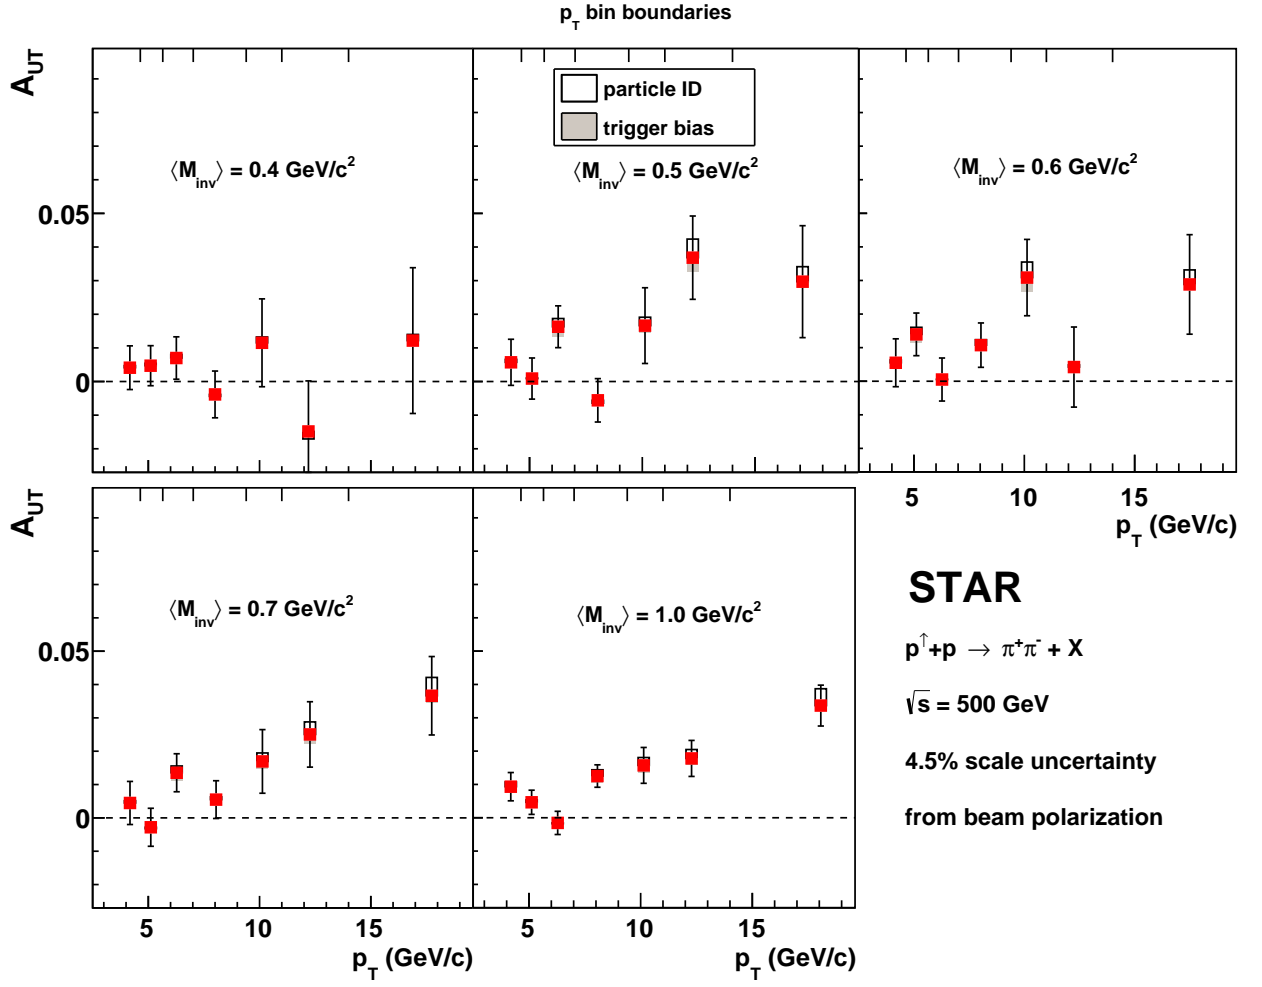 p_T bin boundaries
A_UT
particle ID
trigger bias
⟨M_inv⟩ = 0.4 GeV/c²
⟨M_inv⟩ = 0.5 GeV/c²
⟨M_inv⟩ = 0.6 GeV/c²
0.05
0
5 10 15
p_T (GeV/c)
A_UT
⟨M_inv⟩ = 0.7 GeV/c²
⟨M_inv⟩ = 1.0 GeV/c²
0.05
0
5 10 15
p_T (GeV/c)
5 10 15
p_T (GeV/c)
STAR
p↑+p → π⁺π⁻ + X
√s = 500 GeV
4.5% scale uncertainty
from beam polarization